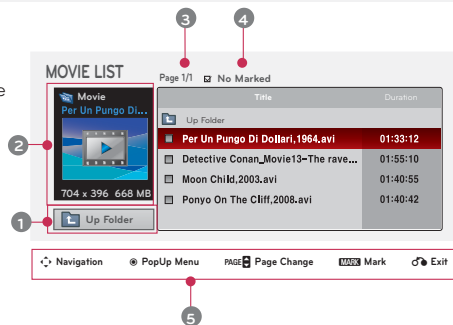 3
4
MOVIE LIST
Page 1/1 No Marked
e
Movie
Per Un Pungo Di...
704 x 396 668 MB
Title Duration
Up Folder
Per Un Pungo Di Dollari,1964.avi 01:33:12
Detective Conan_Movie13-The rave... 01:55:10
Moon Child,2003.avi 01:40:55
Ponyo On The Cliff,2008.avi 01:40:42
2
1
Up Folder
Navigation PopUp Menu PAGE Page Change MARK Mark Exit
5